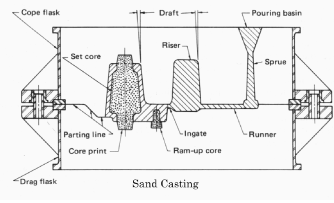 Cope flask
Draft
Pouring basin
Riser
Set core
Sprue
Parting line
Ingate
Runner
Core print
Ram-up core
Drag flask
Sand Casting